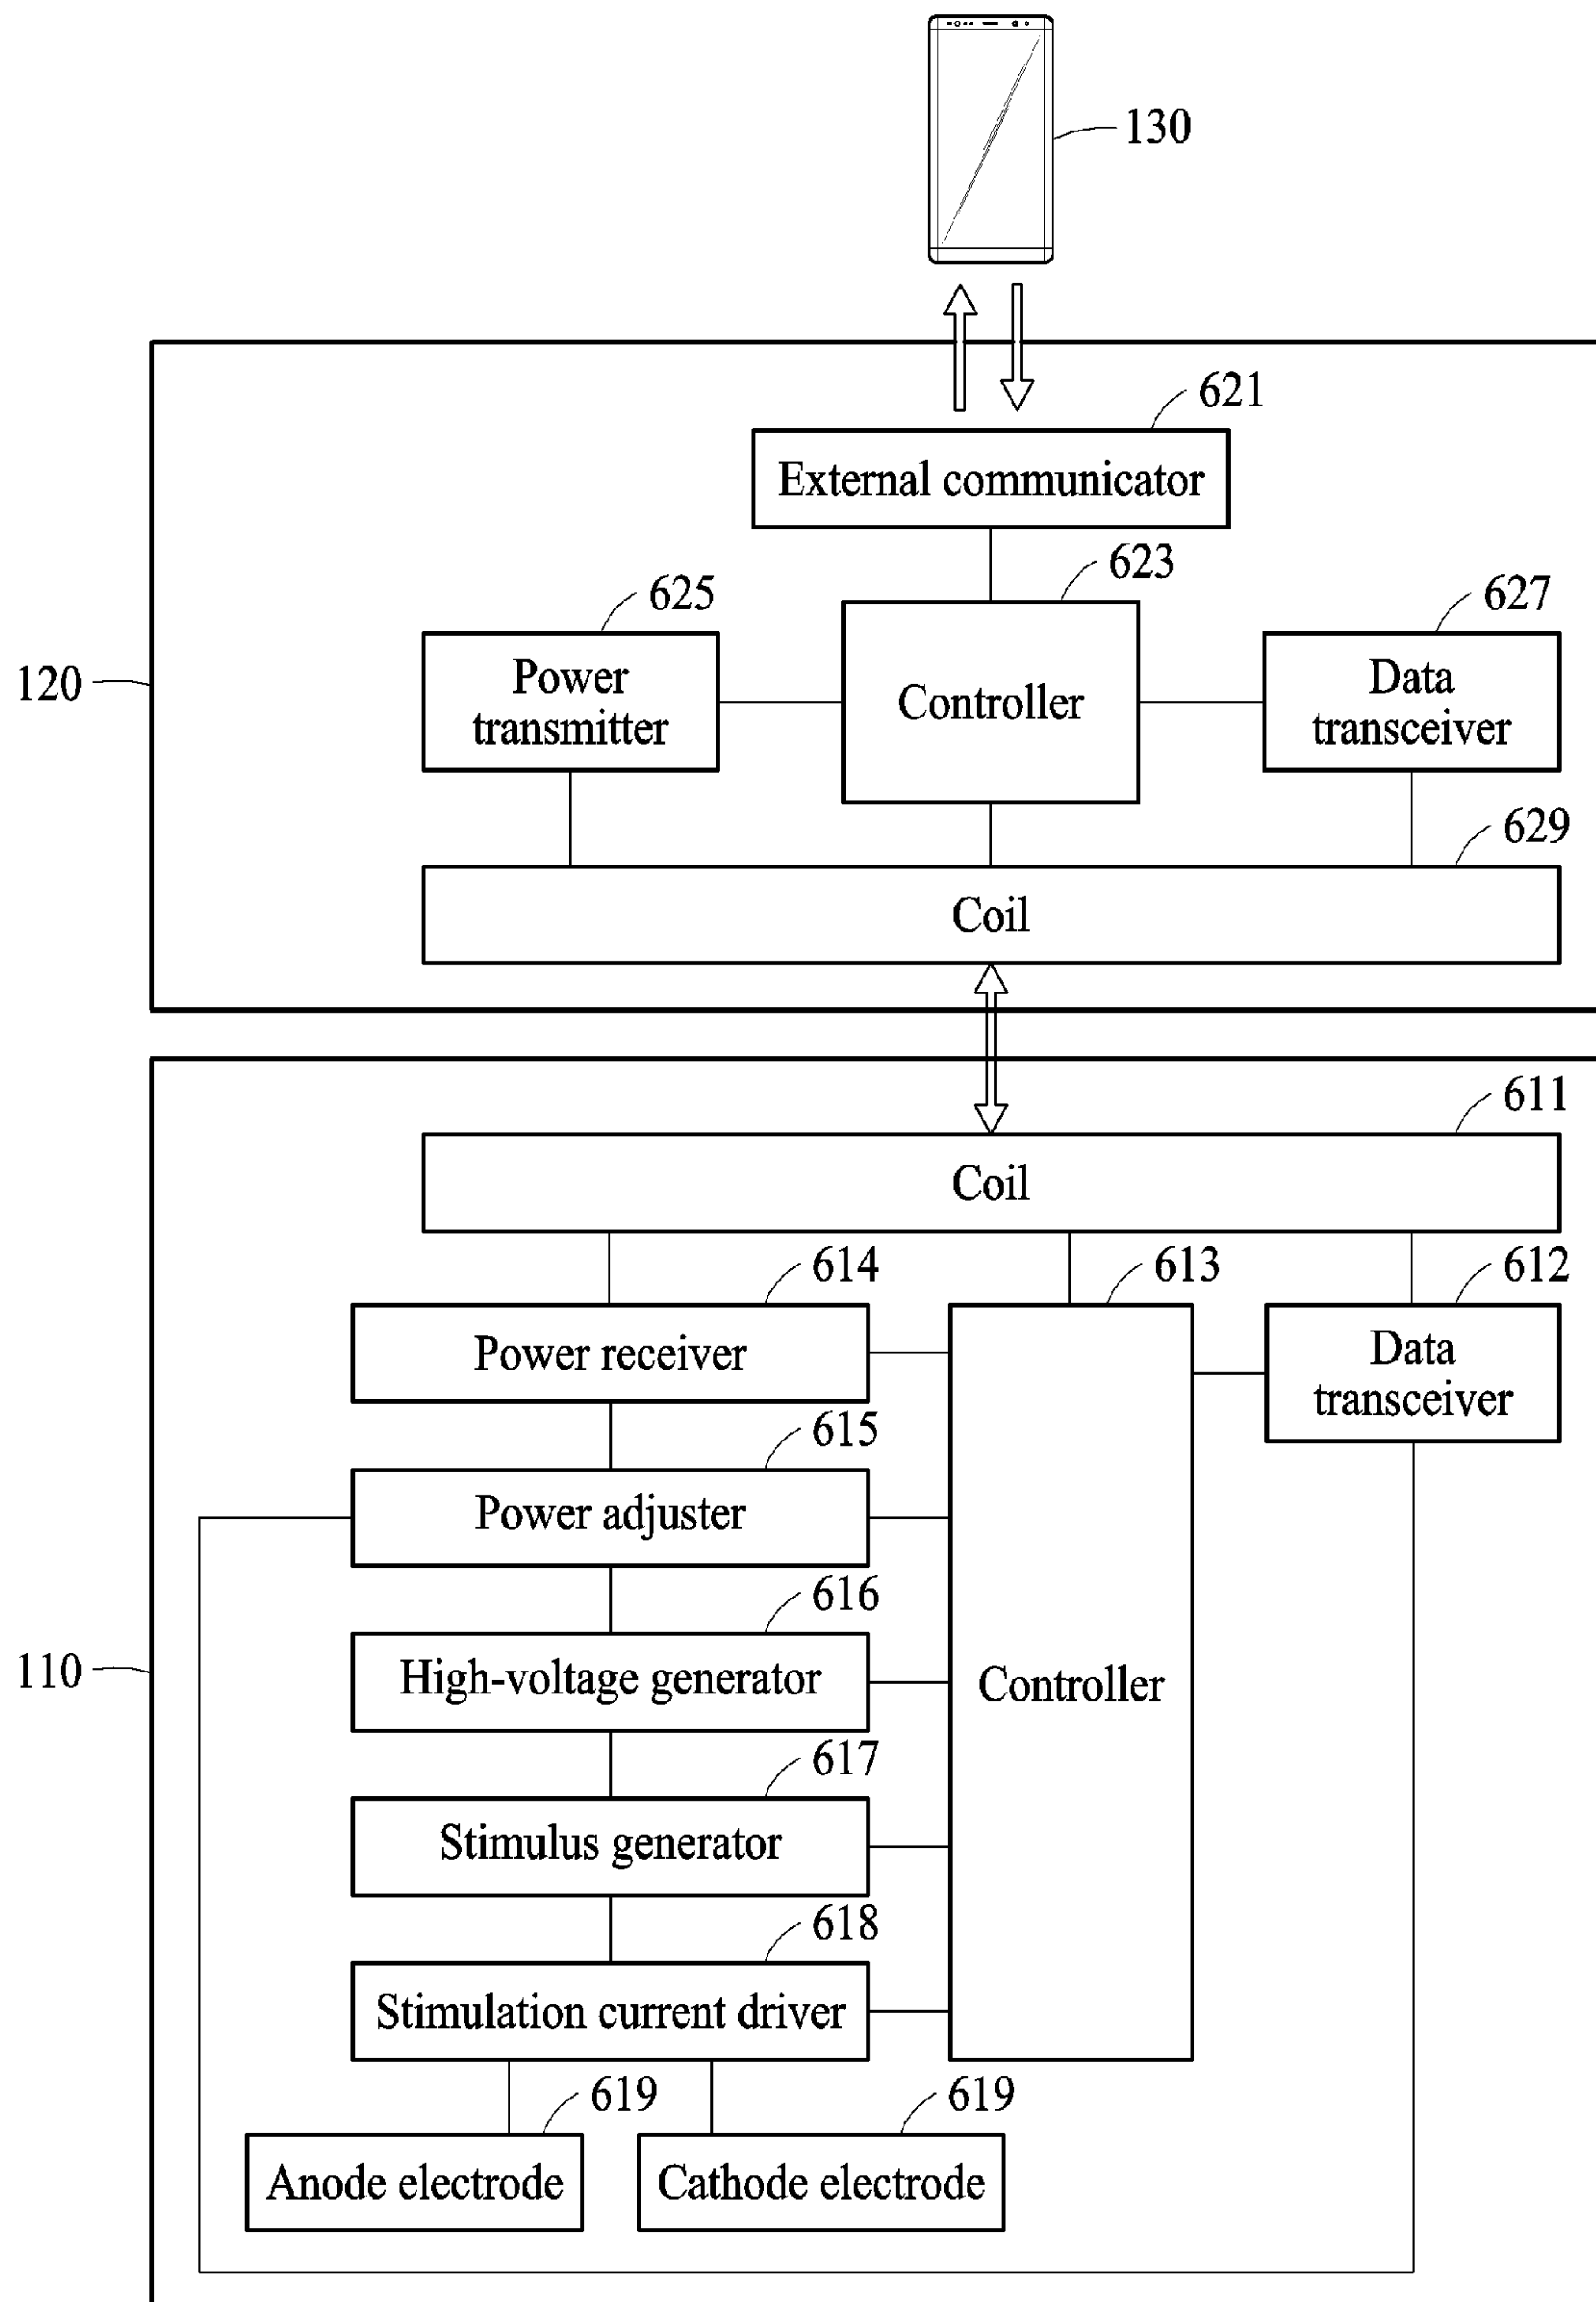 130
621
External communicator
623
625
627
120
Power
transmitter
Controller
Data
transceiver
629
Coil
611
Coil
614
613
612
Power receiver
Data
transceiver
615
Power adjuster
616
110
High-voltage generator
Controller
617
Stimulus generator
618
Stimulation current driver
619
619
Anode electrode
Cathode electrode